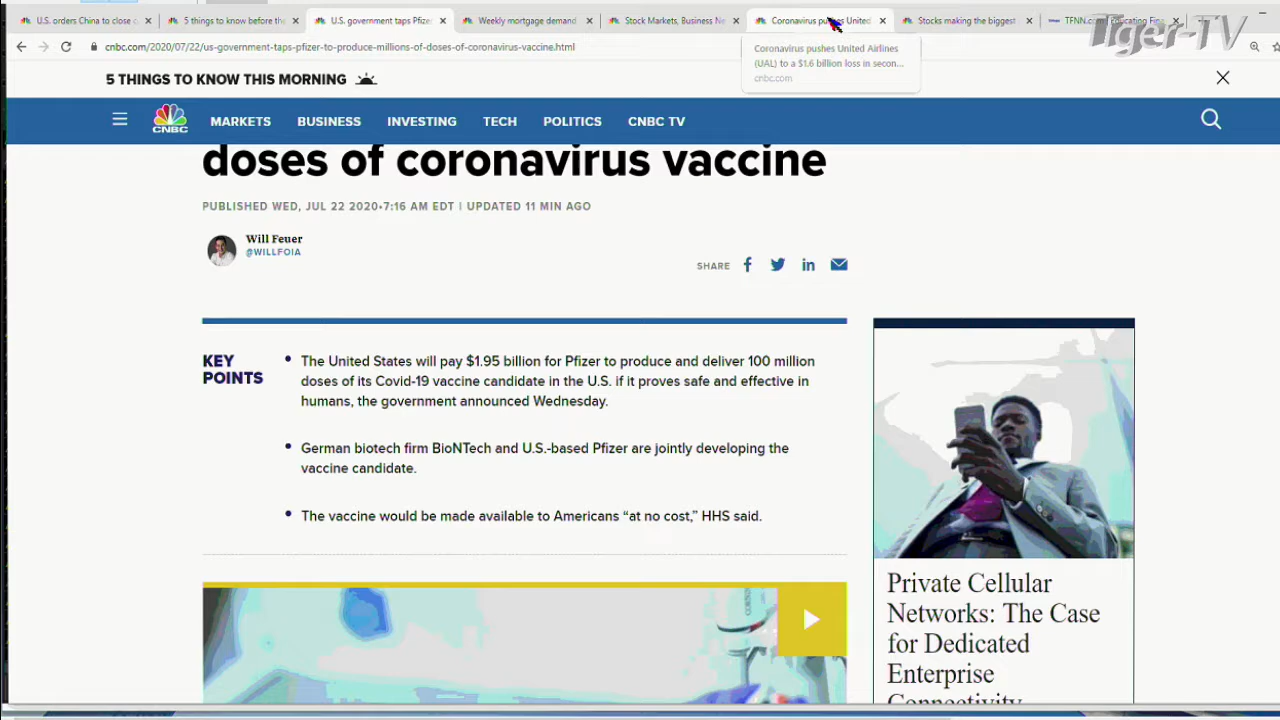 U.S. orders China to close c
5 things to know before the
U.S. government taps Pfizer
Weekly mortgage demand
Stock Markets, Business Ne
Coronavirus pushes United
Stocks making the biggest
TFNN.com
Tiger-TV
cnbc.com/2020/07/22/us-government-taps-pfizer-to-produce-millions-of-doses-of-coronavirus-vaccine.html
Coronavirus pushes United Airlines
(UAL) to a $1.6 billion loss in secon...
cnbc.com
5 THINGS TO KNOW THIS MORNING
CNBC
MARKETS BUSINESS INVESTING TECH POLITICS CNBC TV
doses of coronavirus vaccine
PUBLISHED WED, JUL 22 2020•7:16 AM EDT | UPDATED 11 MIN AGO
Will Feuer
@WILLFOIA
SHARE
KEY
POINTS
The United States will pay $1.95 billion for Pfizer to produce and deliver 100 million
doses of its Covid-19 vaccine candidate in the U.S. if it proves safe and effective in
humans, the government announced Wednesday.
German biotech firm BioNTech and U.S.-based Pfizer are jointly developing the
vaccine candidate.
The vaccine would be made available to Americans “at no cost,” HHS said.
Private Cellular
Networks: The Case
for Dedicated
Enterprise
Connectivity